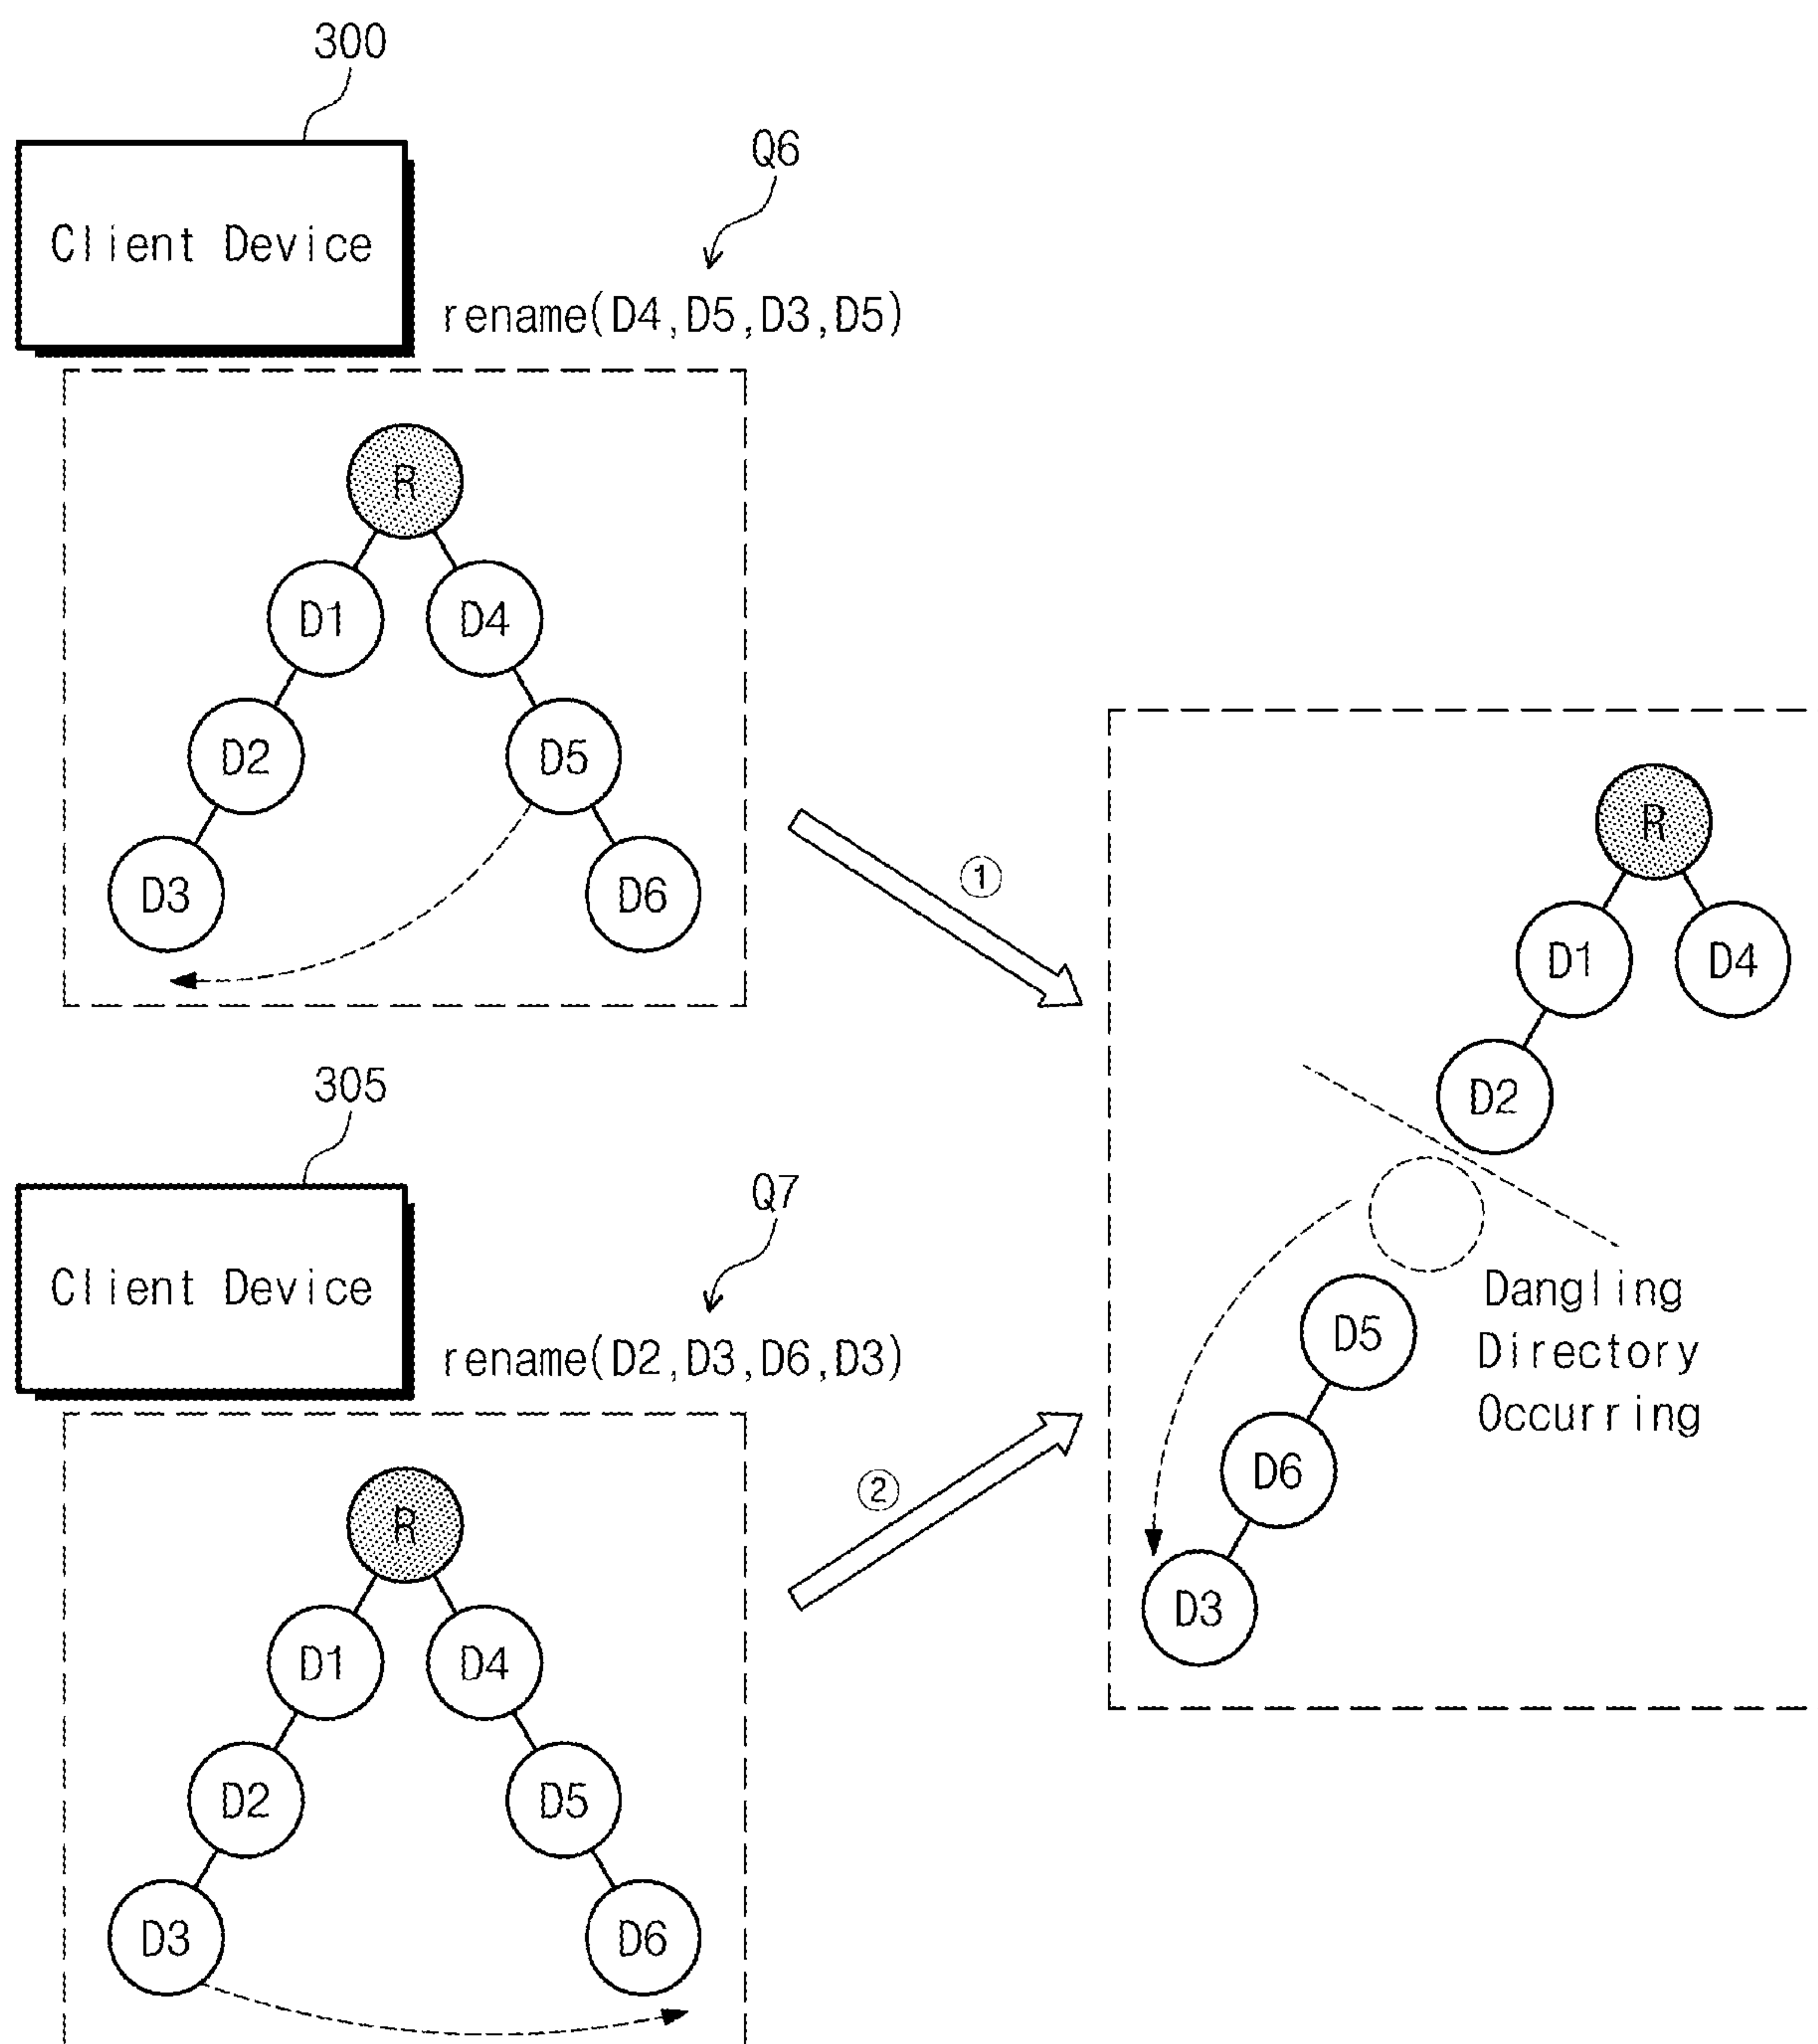 300
Client Device
Q6
rename(D4,D5,D3,D5)
R
D1 D4
D2 D5
D3 D6
①
305
Client Device
Q7
rename(D2,D3,D6,D3)
R
D1 D4
D2 D5
D3 D6
②
R
D1 D4
D2
Dangling
Directory
Occurring
D5
D6
D3